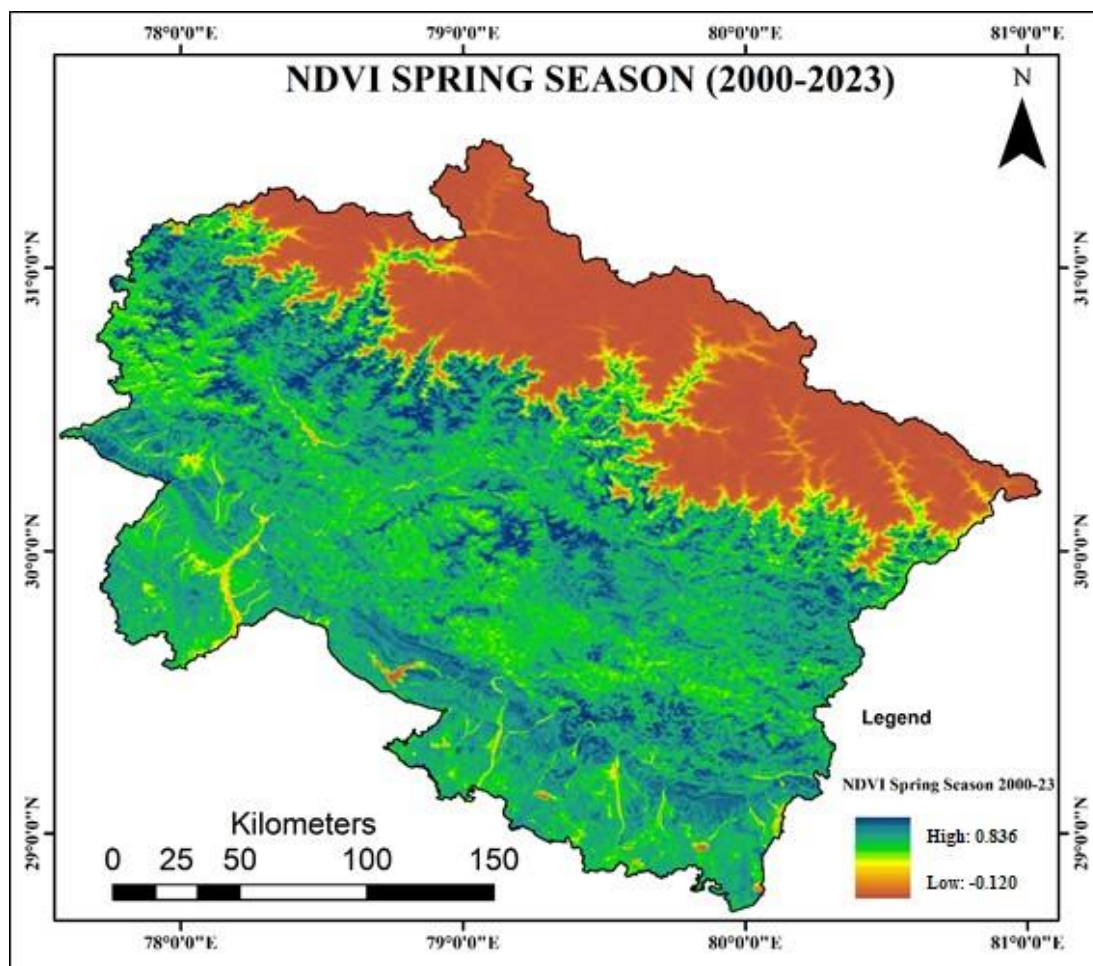 78°0'0"E 79°0'0"E 80°0'0"E 81°0'0"E
NDVI SPRING SEASON (2000-2023)
N
31°0'0"N 31°0'0"N
30°0'0"N 30°0'0"N
29°0'0"N 29°0'0"N
Legend
NDVI Spring Season 2000-23
High: 0.836
Low: -0.120
Kilometers
0 25 50 100 150
78°0'0"E 79°0'0"E 80°0'0"E 81°0'0"E